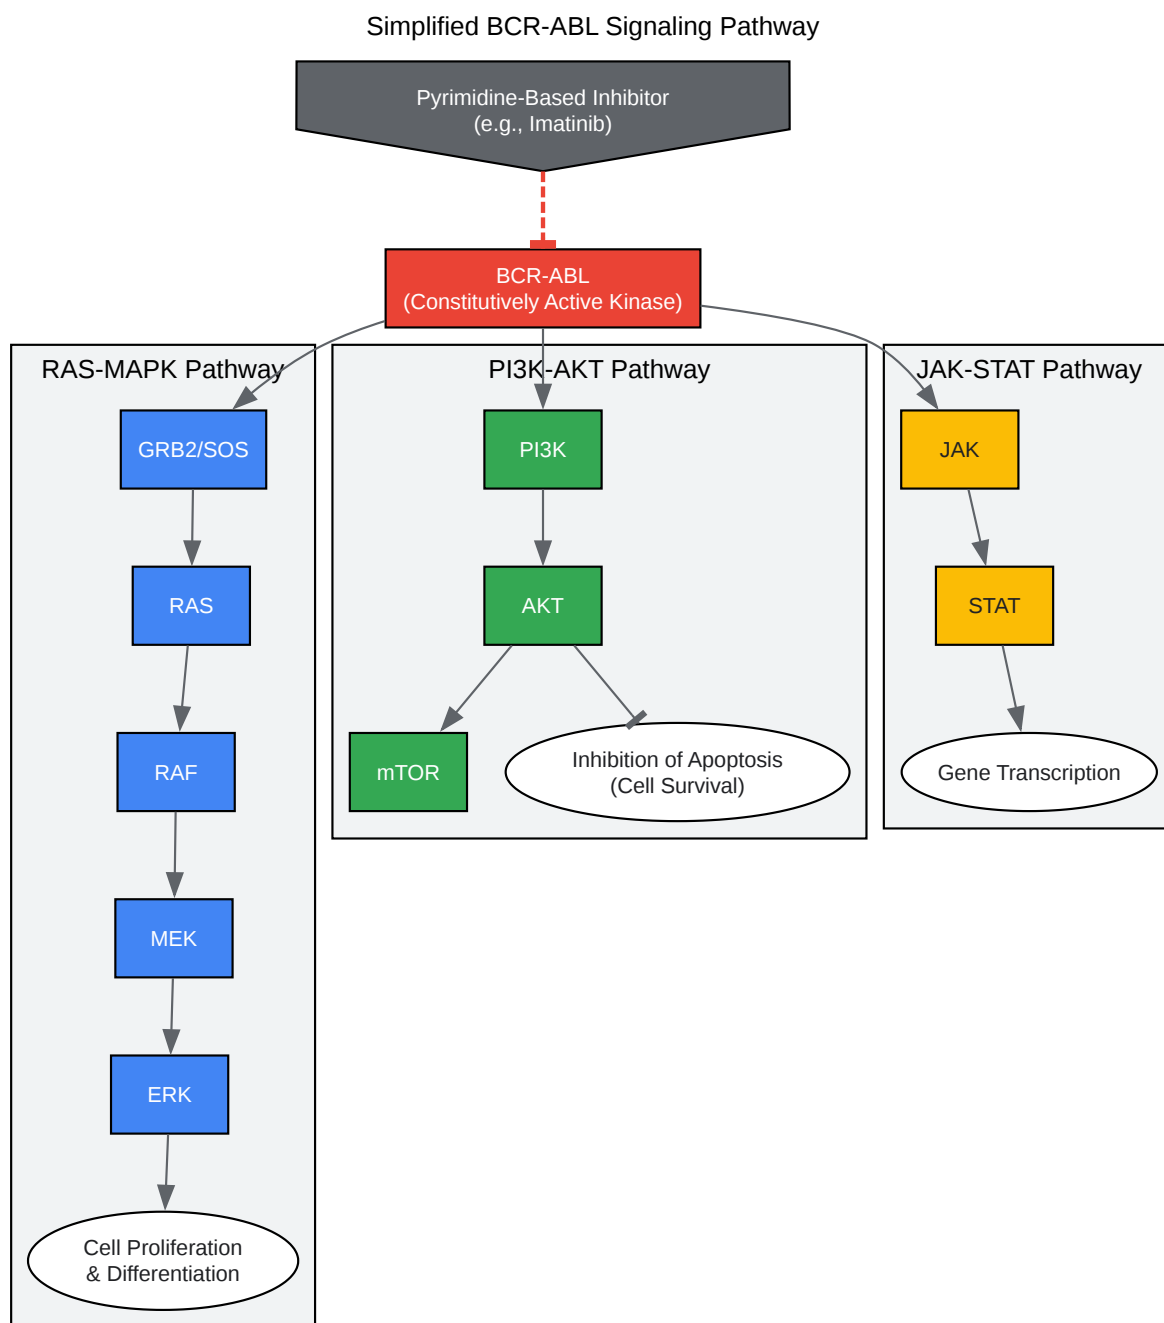 Simplified BCR-ABL Signaling Pathway
Pyrimidine-Based Inhibitor
(e.g., Imatinib)
BCR-ABL
(Constitutively Active Kinase)
RAS-MAPK Pathway
GRB2/SOS
RAS
RAF
MEK
ERK
Cell Proliferation
& Differentiation
PI3K-AKT Pathway
PI3K
AKT
mTOR
Inhibition of Apoptosis
(Cell Survival)
JAK-STAT Pathway
JAK
STAT
Gene Transcription